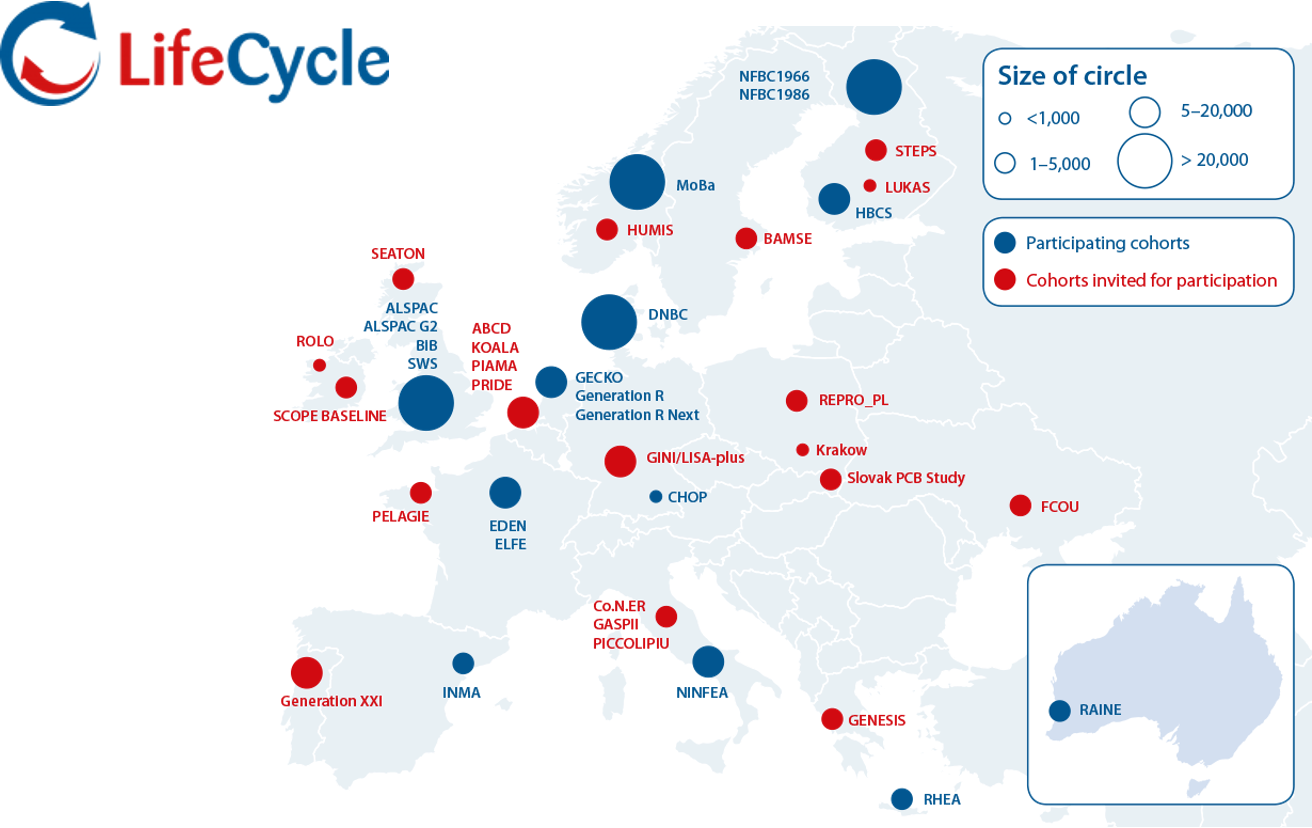 LifeCycle
Size of circle
<1,000
5–20,000
1–5,000
> 20,000
Participating cohorts
Cohorts invited for participation
NFBC1966
NFBC1986
STEPS
LUKAS
HBCS
MoBa
HUMIS
BAMSE
SEATON
ALSPAC
ALSPAC G2
BIB
SWS
DNBC
ROLO
SCOPE BASELINE
ABCD
KOALA
PIAMA
PRIDE
GECKO
Generation R
Generation R Next
REPRO_PL
Krakow
Slovak PCB Study
GINI/LISA-plus
CHOP
FCOU
PELAGIE
EDEN
ELFE
Co.N.ER
GASPII
PICCOLIPIU
Generation XXI
INMA
NINFEA
GENESIS
RHEA
RAINE